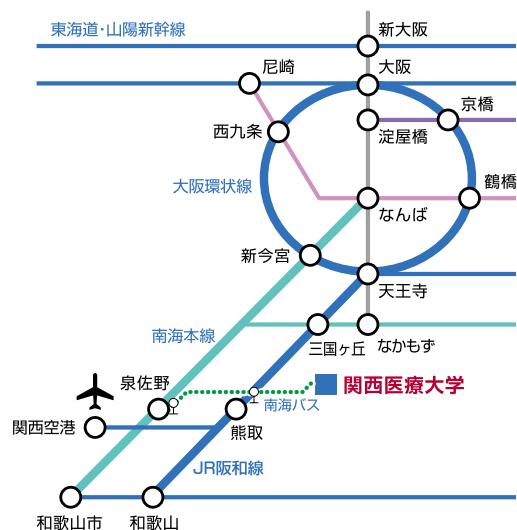 東海道・山陽新幹線
新大阪
尼崎
大阪
京橋
西九条
淀屋橋
大阪環状線
鶴橋
なんば
新今宮
天王寺
南海本線
三国ヶ丘
なかもず
泉佐野
関西医療大学
南海バス
関西空港
熊取
JR阪和線
和歌山市
和歌山